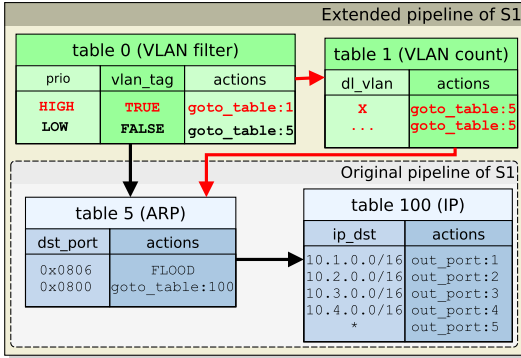 Extended pipeline of S1
table 0 (VLAN filter)
prio vlan_tag actions
HIGH TRUE goto_table:1
LOW FALSE goto_table:5
table 1 (VLAN count)
dl_vlan actions
X goto_table:5
... goto_table:5
Original pipeline of S1
table 5 (ARP)
dst_port actions
0x0806 FLOOD
0x0800 goto_table:100
table 100 (IP)
ip_dst actions
10.1.0.0/16 out_port:1
10.2.0.0/16 out_port:2
10.3.0.0/16 out_port:3
10.4.0.0/16 out_port:4
* out_port:5